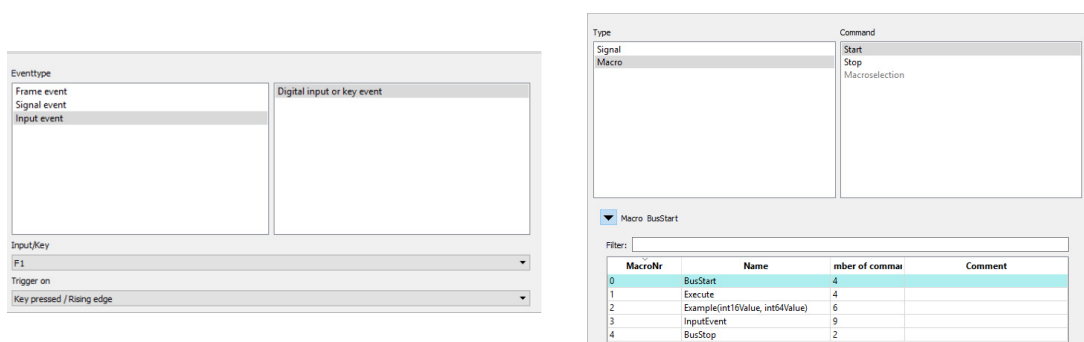 Eventtype
Frame event
Signal event
Input event
Digital input or key event
Input/Key
F1
Trigger on
Key pressed / Rising edge
Type
Command
Signal
Macro
Start
Stop
Macroselection
Macro BusStart
Filter:
MacroNr Name mber of commar Comment
0 BusStart 4
1 Execute 4
2 Example(int16Value, int64Value) 6
3 InputEvent 9
4 BusStop 2